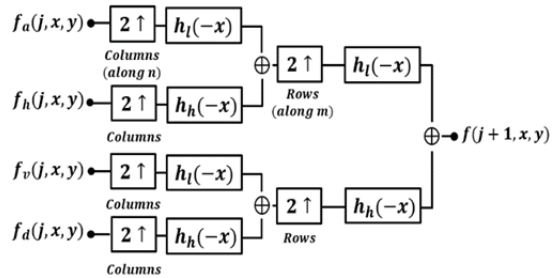 f_a(j, x, y) 2 ↑ h_l(−x)
Columns
(along n)
⊕ 2 ↑ h_l(−x)
Rows
(along m)
f_h(j, x, y) 2 ↑ h_h(−x)
Columns
⊕ f(j + 1, x, y)
f_v(j, x, y) 2 ↑ h_l(−x)
Columns
⊕ 2 ↑ h_h(−x)
Rows
f_d(j, x, y) 2 ↑ h_h(−x)
Columns